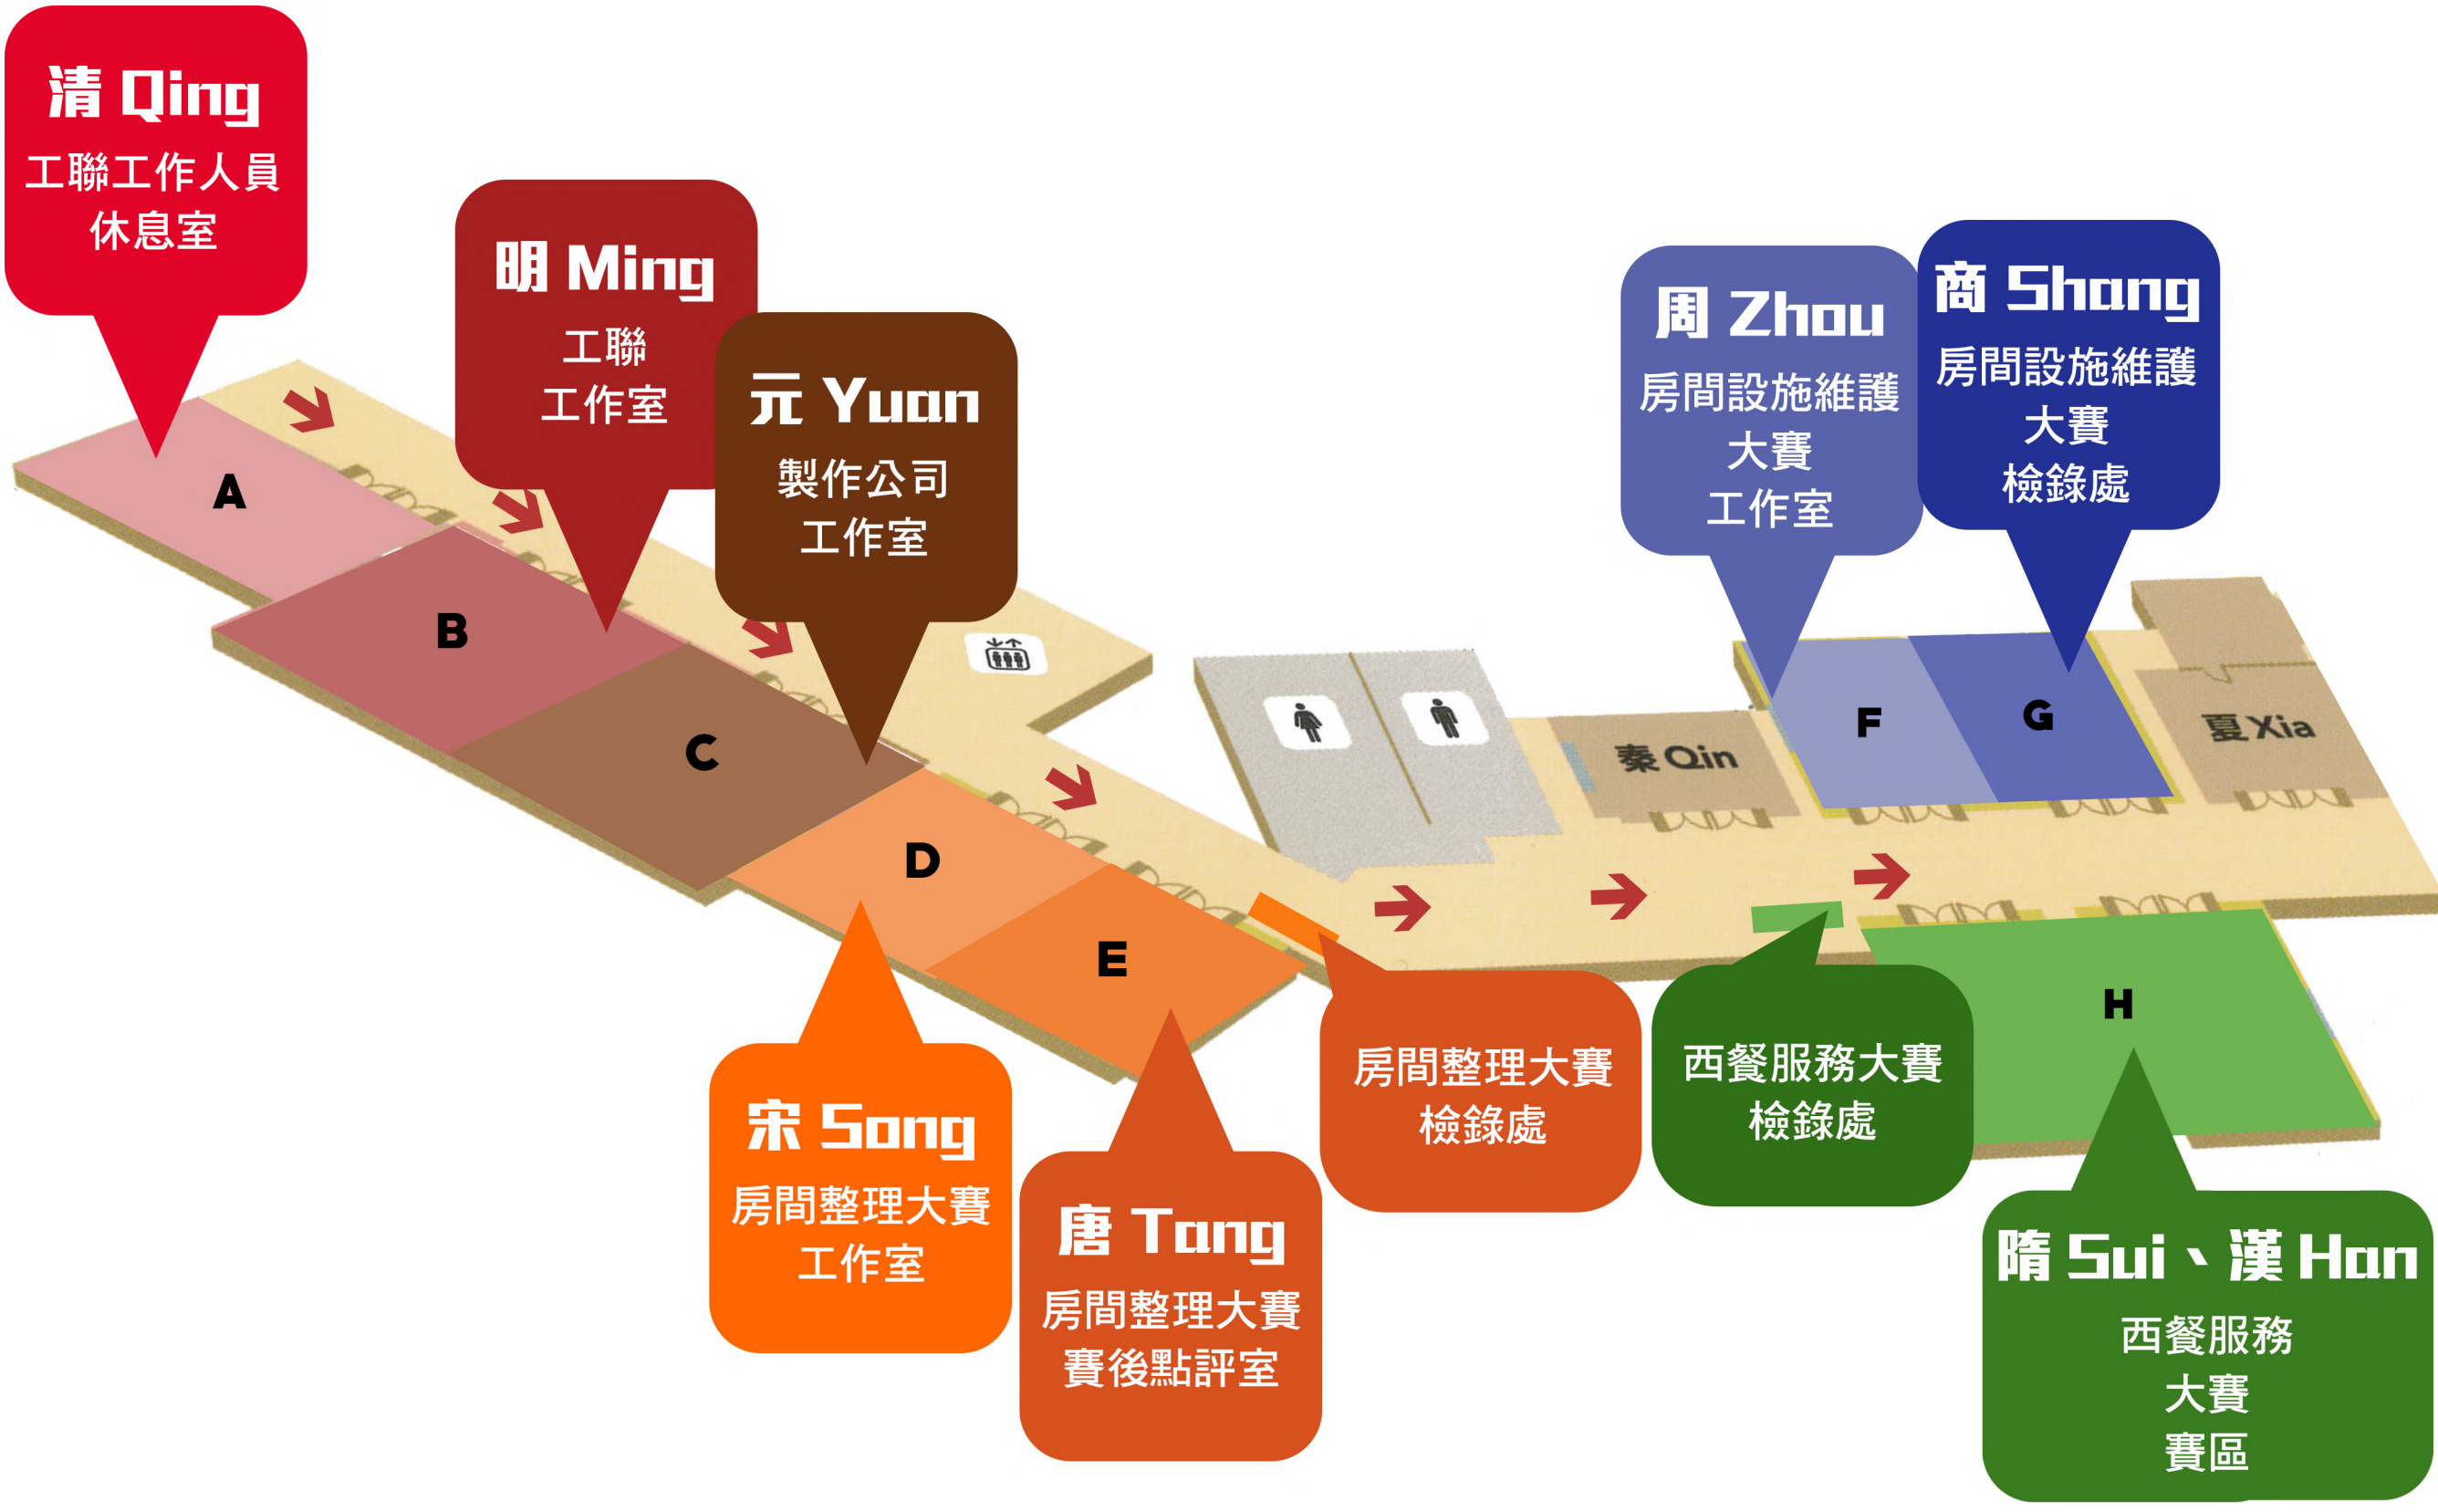 清 Qing
工聯工作人員
休息室
明 Ming
工聯
工作室
元 Yuan
製作公司
工作室
周 Zhou
房間設施維護
大賽
工作室
商 Shang
房間設施維護
大賽
檢錄處
A
B
C
D
E
F
G
H
秦 Qin
夏 Xia
宋 Song
房間整理大賽
工作室
唐 Tang
房間整理大賽
賽後點評室
房間整理大賽
檢錄處
西餐服務大賽
檢錄處
隋 Sui、漢 Han
西餐服務
大賽
賽區